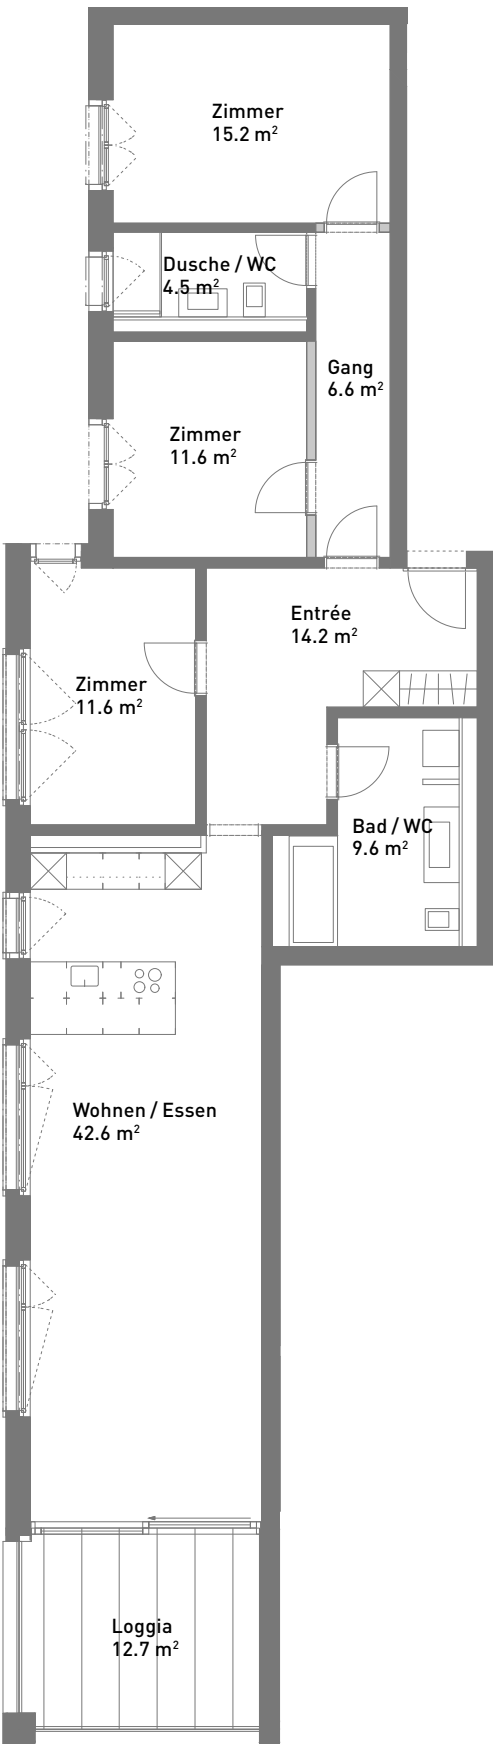 Zimmer
15.2 m²
Dusche / WC
4.5 m²
Gang
6.6 m²
Zimmer
11.6 m²
Entrée
14.2 m²
Zimmer
11.6 m²
Bad / WC
9.6 m²
Wohnen / Essen
42.6 m²
Loggia
12.7 m²